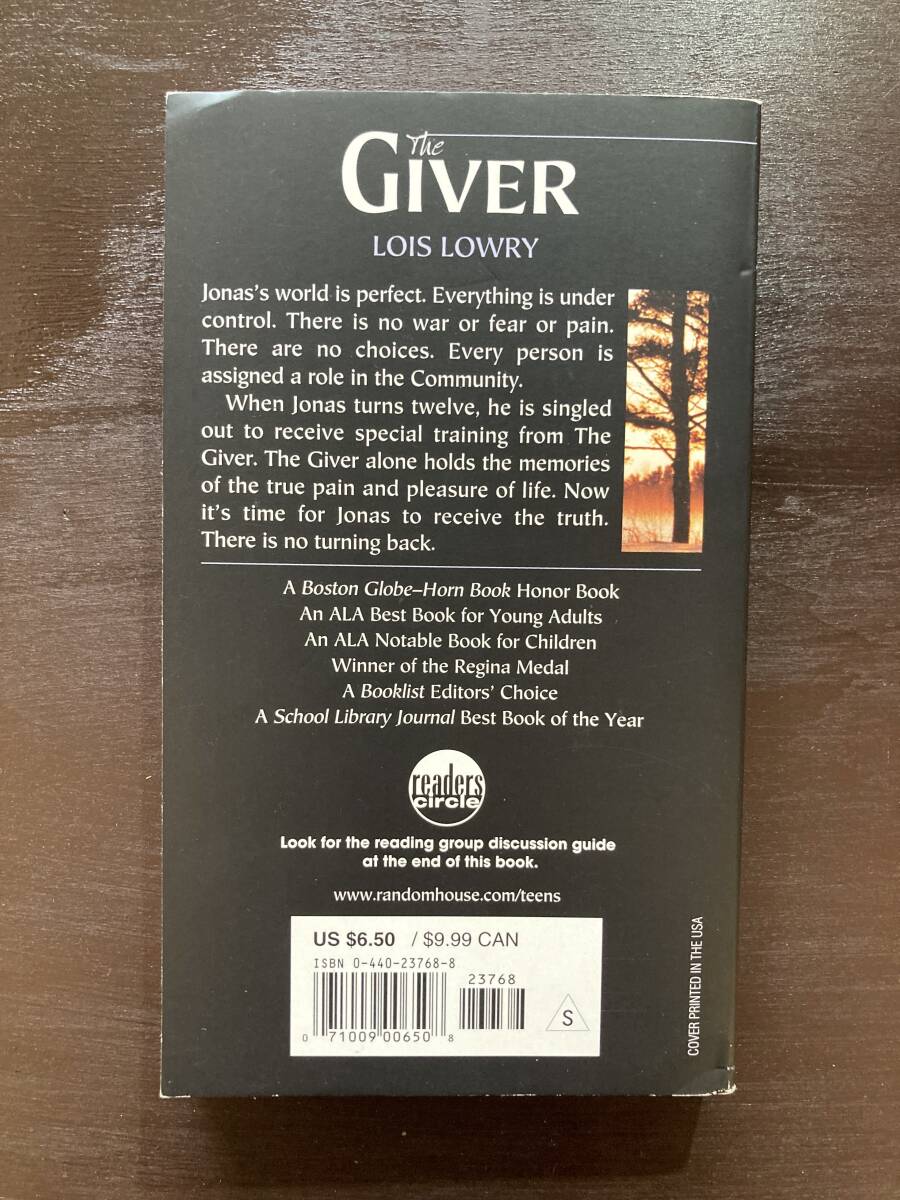 The
GIVER
LOIS LOWRY
Jonas's world is perfect. Everything is under
control. There is no war or fear or pain.
There are no choices. Every person is
assigned a role in the Community.
When Jonas turns twelve, he is singled
out to receive special training from The
Giver. The Giver alone holds the memories
of the true pain and pleasure of life. Now
it's time for Jonas to receive the truth.
There is no turning back.
A Boston Globe–Horn Book Honor Book
An ALA Best Book for Young Adults
An ALA Notable Book for Children
Winner of the Regina Medal
A Booklist Editors' Choice
A School Library Journal Best Book of the Year
readers
circle
Look for the reading group discussion guide
at the end of this book.
www.randomhouse.com/teens
US $6.50 / $9.99 CAN
ISBN 0-440-23768-8
23768
S
0 71009 00650 8
COVER PRINTED IN THE USA